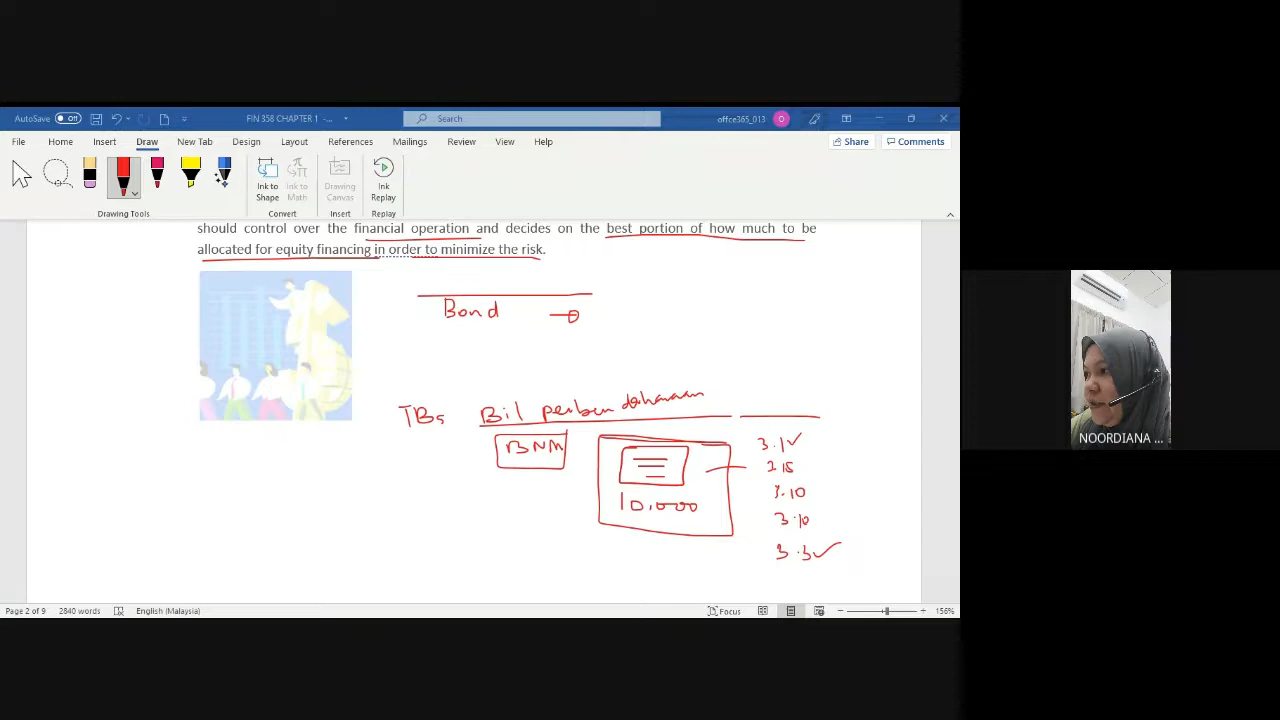 AutoSave Off FIN 358 CHAPTER 1 -... Search offce365_013 O
File Home Insert Draw New Tab Design Layout References Mailings Review View Help Share Comments
Ink to Shape Ink to Math Drawing Canvas Ink Replay
Drawing Tools Convert Insert Replay
should control over the financial operation and decides on the best portion of how much to be
allocated for equity financing in order to minimize the risk.
Bond
TBs Bil
BNM
10,000
3.1
3.10
3.10
3.3
NOORDIANA ...
Page 2 of 9 2840 words English (Malaysia) Focus 156%